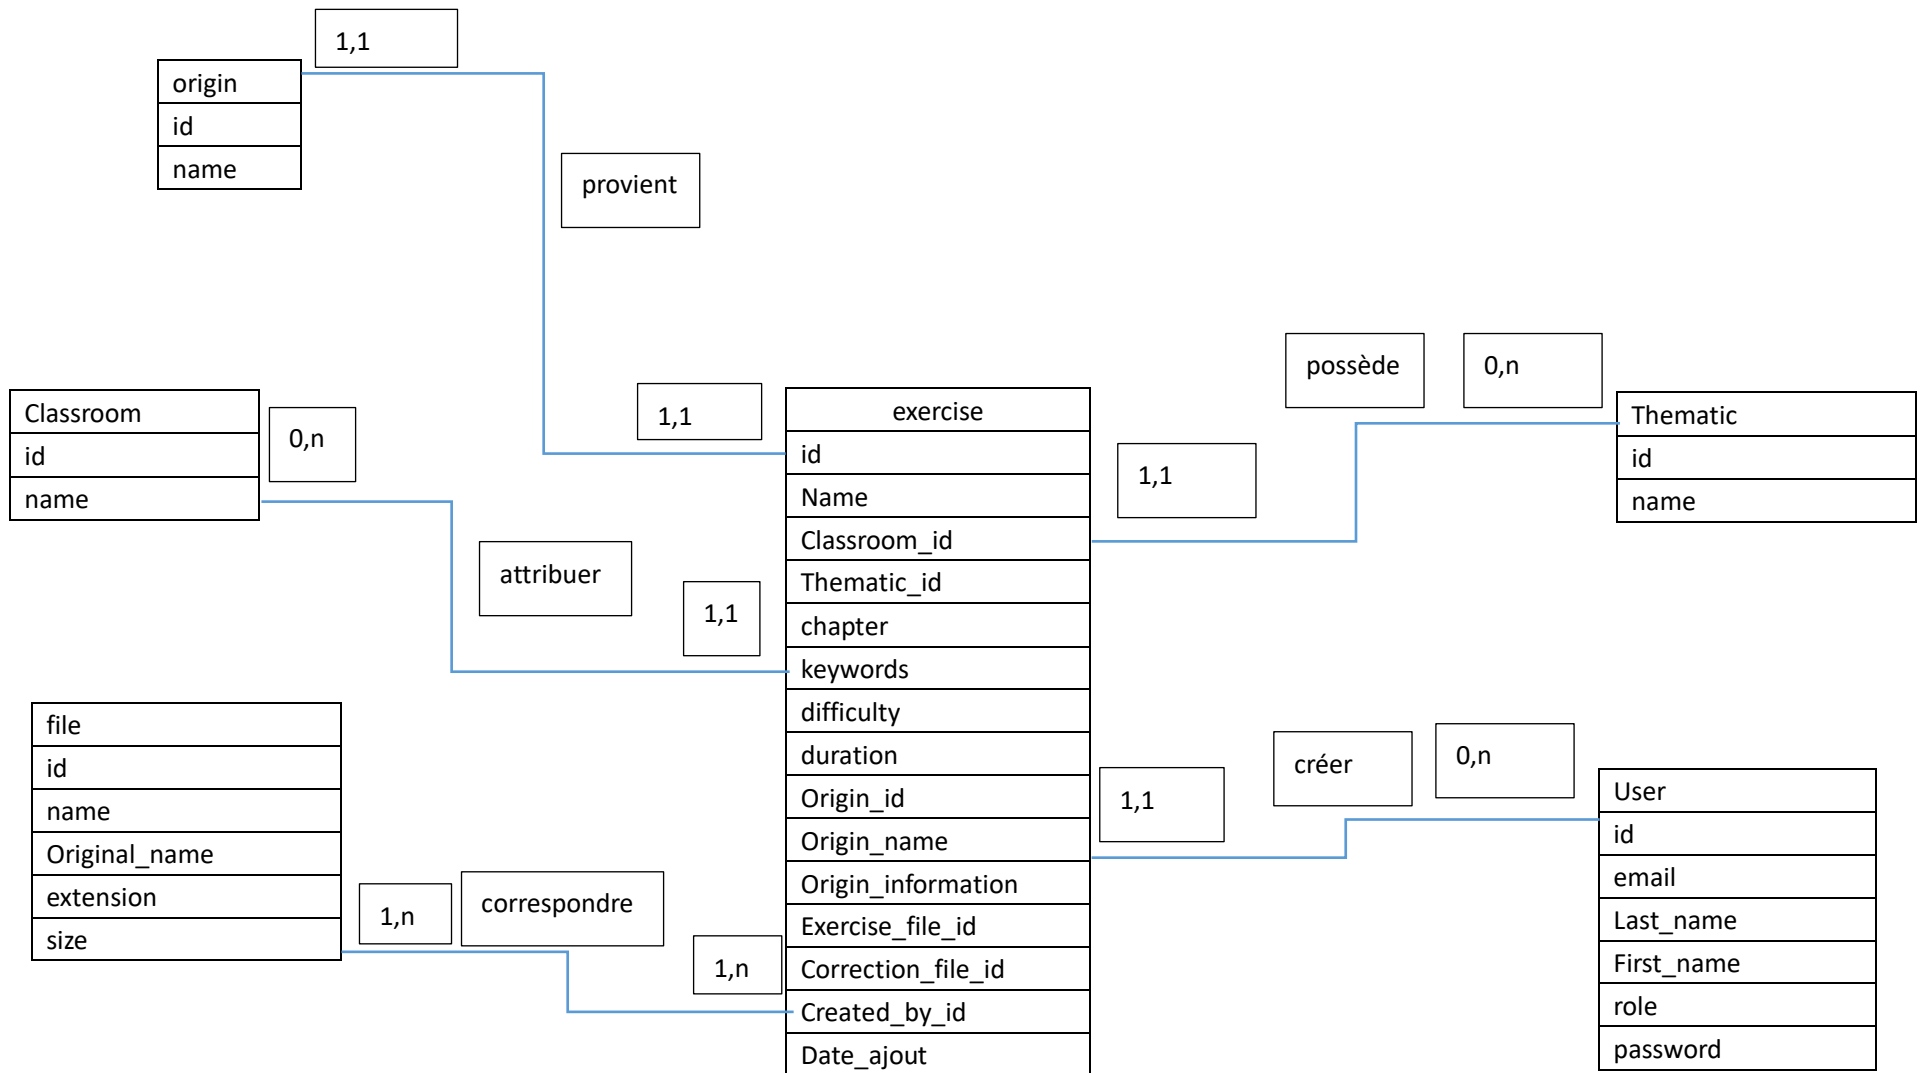 1,1
origin
id
name
provient
1,1
Classroom
id
name
0,n
attribuer
1,1
exercise
id
Name
Classroom_id
Thematic_id
chapter
keywords
difficulty
duration
Origin_id
Origin_name
Origin_information
Exercise_file_id
Correction_file_id
Created_by_id
Date_ajout
possède
0,n
1,1
Thematic
id
name
file
id
name
Original_name
extension
size
1,n
correspondre
1,n
créer
0,n
1,1
User
id
email
Last_name
First_name
role
password